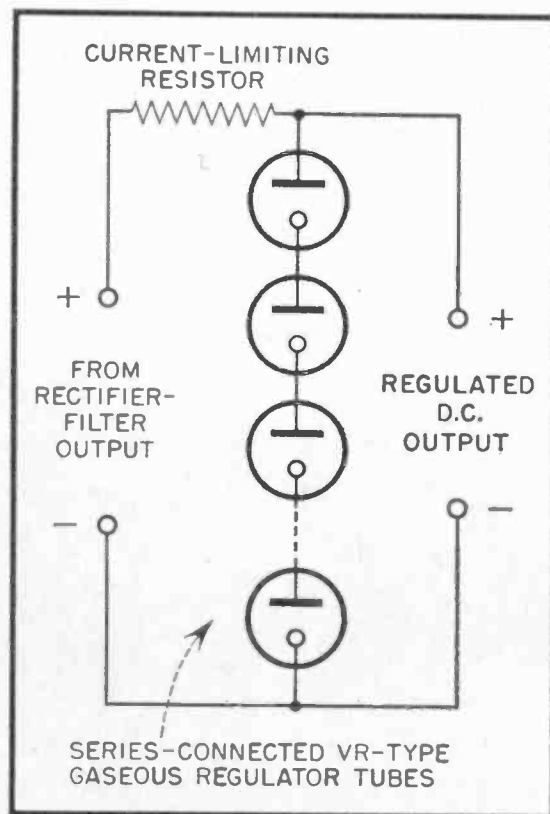 CURRENT-LIMITING
RESISTOR
+
+
FROM
RECTIFIER-
FILTER
OUTPUT
REGULATED
D.C.
OUTPUT
−
−
SERIES-CONNECTED VR-TYPE
GASEOUS REGULATOR TUBES